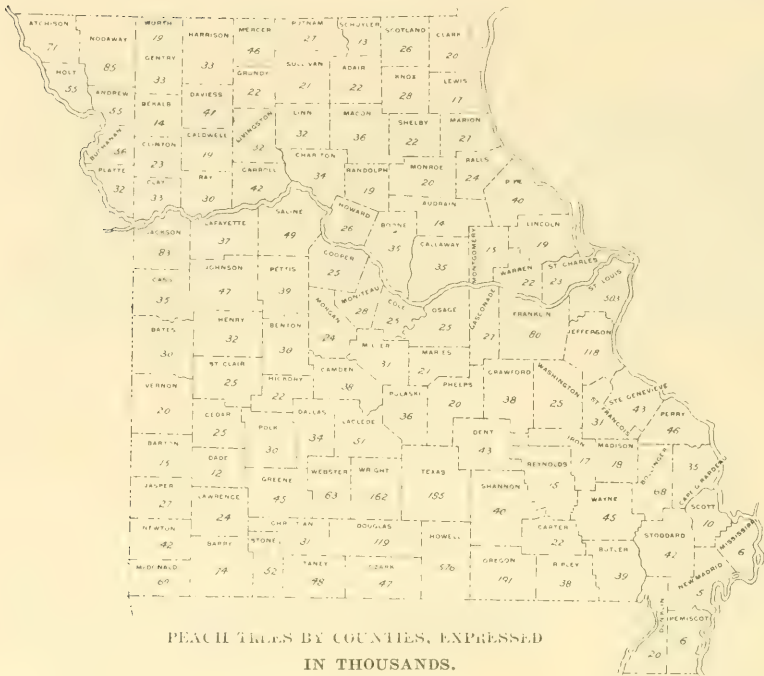 ATCHISON
71
NODAWAY
85
WORTH
19
HARRISON
33
MERCER
46
PUTNAM
27
SCHUYLER
13
SCOTLAND
26
CLARK
20
HOLT
55
GENTRY
33
GRUNDY
22
SULLIVAN
21
ADAIR
22
KNOX
28
LEWIS
17
ANDREW
55
DEKALB
14
DAVIESS
LIVINGSTON
52
LINN
32
MACON
36
SHELBY
22
MARION
21
BUCHANAN
56
CLINTON
23
CALDWELL
19
CHARITON
34
RANDOLPH
19
MONROE
20
RALLS
24
PIKE
40
PLATTE
32
CLAY
33
RAY
30
CARROLL
42
AUDRAIN
14
LAFAYETTE
37
SALINE
49
HOWARD
26
BOONE
35
CALLAWAY
35
MONTGOMERY
15
LINCOLN
19
JACKSON
83
COOPER
25
WARREN
22
ST CHARLES
23
ST LOUIS
CASS
35
JOHNSON
47
PETTIS
39
MORGAN
24
MONITEAU
28
COLE
25
OSAGE
25
GASCONADE
21
FRANKLIN
80
JEFFERSON
118
BATES
30
HENRY
32
BENTON
38
MILLER
31
MARIES
21
ST CLAIR
25
CAMDEN
38
CRAWFORD
38
WASHINGTON
25
STE GENEVIEVE
43
VERNON
20
HICKORY
22
PULASKI
36
PHELPS
20
ST FRANCOIS
31
PERRY
46
CEDAR
25
POLK
30
DALLAS
34
LACLEDE
51
DENT
43
IRON
17
MADISON
18
BOLLINGER
68
CAPE GIRARDEAU
35
BARTON
15
DADE
12
GREENE
45
WEBSTER
63
WRIGHT
162
TEXAS
185
SHANNON
REYNOLDS
JASPER
27
LAWRENCE
24
WAYNE
45
SCOTT
10
MISSISSIPPI
6
NEWTON
42
CHRISTIAN
31
DOUGLAS
119
CARTER
22
STODDARD
42
McDONALD
BARRY
74
STONE
52
TANEY
48
OZARK
47
HOWELL
OREGON
191
RIPLEY
38
BUTLER
39
NEW MADRID
5
DUNKLIN
20
PEMISCOT
6
PEACH TREES BY COUNTIES, EXPRESSED
IN THOUSANDS.